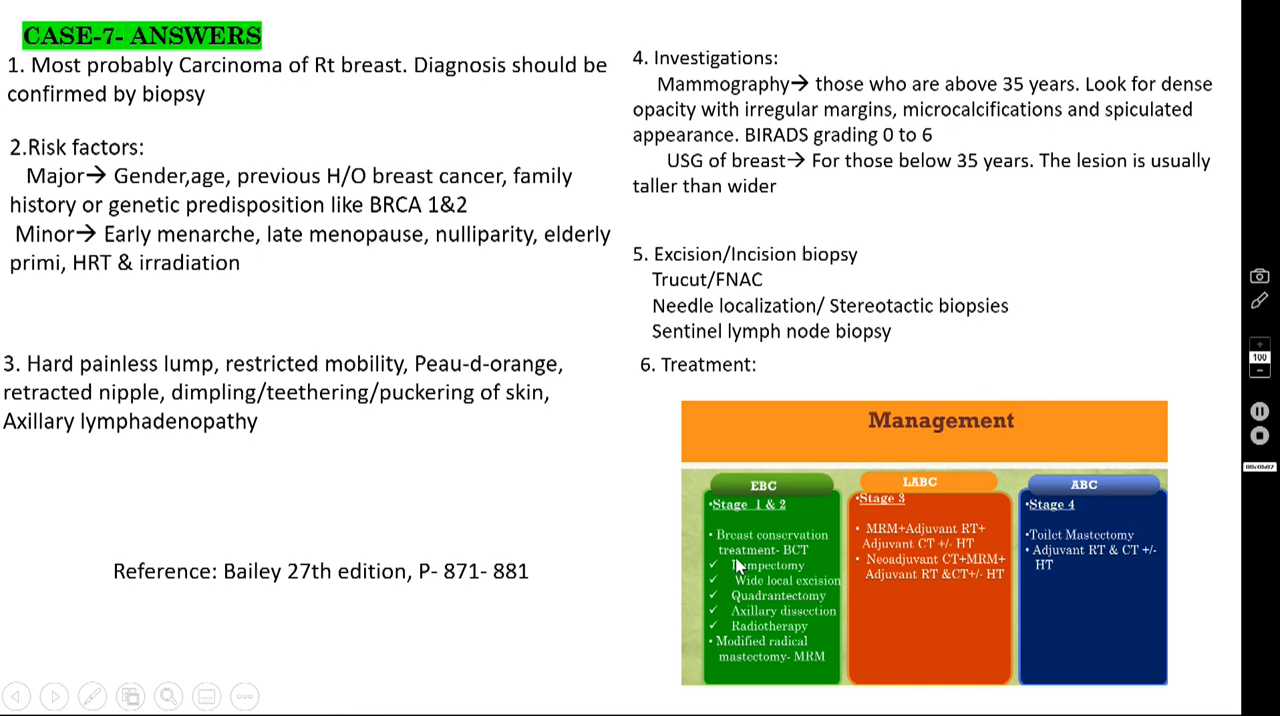 CASE-7- ANSWERS
1. Most probably Carcinoma of Rt breast. Diagnosis should be
confirmed by biopsy
2.Risk factors:
Major→ Gender,age, previous H/O breast cancer, family
history or genetic predisposition like BRCA 1&2
Minor→ Early menarche, late menopause, nulliparity, elderly
primi, HRT & irradiation
3. Hard painless lump, restricted mobility, Peau-d-orange,
retracted nipple, dimpling/teethering/puckering of skin,
Axillary lymphadenopathy
Reference: Bailey 27th edition, P- 871- 881
4. Investigations:
Mammography→ those who are above 35 years. Look for dense
opacity with irregular margins, microcalcifications and spiculated
appearance. BIRADS grading 0 to 6
USG of breast→ For those below 35 years. The lesion is usually
taller than wider
5. Excision/Incision biopsy
Trucut/FNAC
Needle localization/ Stereotactic biopsies
Sentinel lymph node biopsy
6. Treatment:
Management
EBC
•Stage 1 & 2
• Breast conservation
treatment- BCT
✓ Lumpectomy
✓ Wide local excision
✓ Quadrantectomy
✓ Axillary dissection
✓ Radiotherapy
• Modified radical
mastectomy- MRM
LABC
•Stage 3
• MRM+Adjuvant RT+
Adjuvant CT +/- HT
• Neoadjuvant CT+MRM+
Adjuvant RT &CT+/- HT
ABC
•Stage 4
•Toilet Mastectomy
• Adjuvant RT & CT +/-
HT
100